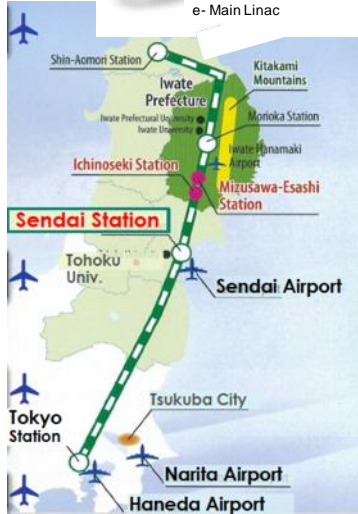 e- Main Linac
Shin-Aomori Station
Kitakami
Mountains
Iwate
Prefecture
Iwate Prefectural University
Iwate University
Morioka Station
Iwate Hanamaki
Airport
Ichinoseki Station
Mizusawa-Esashi
Station
Sendai Station
Tohoku
Univ.
Sendai Airport
Tsukuba City
Tokyo
Station
Narita Airport
Haneda Airport